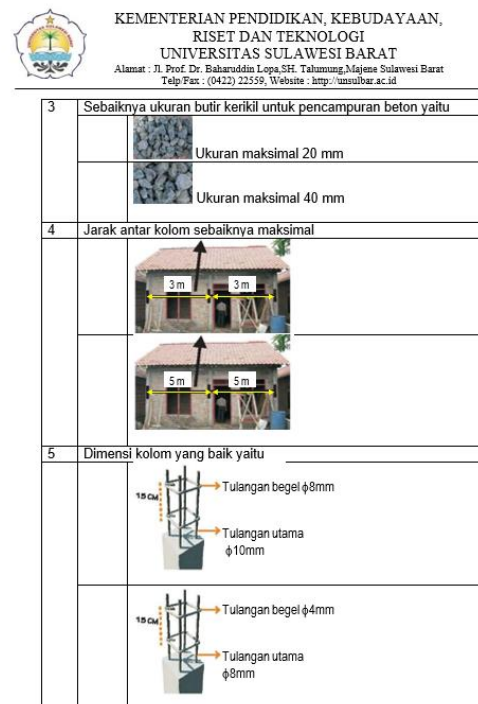 KEMENTERIAN PENDIDIKAN, KEBUDAYAAN,
RISET DAN TEKNOLOGI
UNIVERSITAS SULAWESI BARAT
Alamat : Jl. Prof. Dr. Baharuddin Lopa,SH. Talumung,Majene Sulawesi Barat
Telp/Fax : (0422) 22559, Website : http://unsulbar.ac.id
3 Sebaiknya ukuran butir kerikil untuk pencampuran beton yaitu
Ukuran maksimal 20 mm
Ukuran maksimal 40 mm
4 Jarak antar kolom sebaiknya maksimal
3 m 3 m
5 m 5 m
5 Dimensi kolom yang baik yaitu
15 CM
Tulangan begel ϕ8mm
Tulangan utama
ϕ10mm
15 CM
Tulangan begel ϕ4mm
Tulangan utama
ϕ8mm